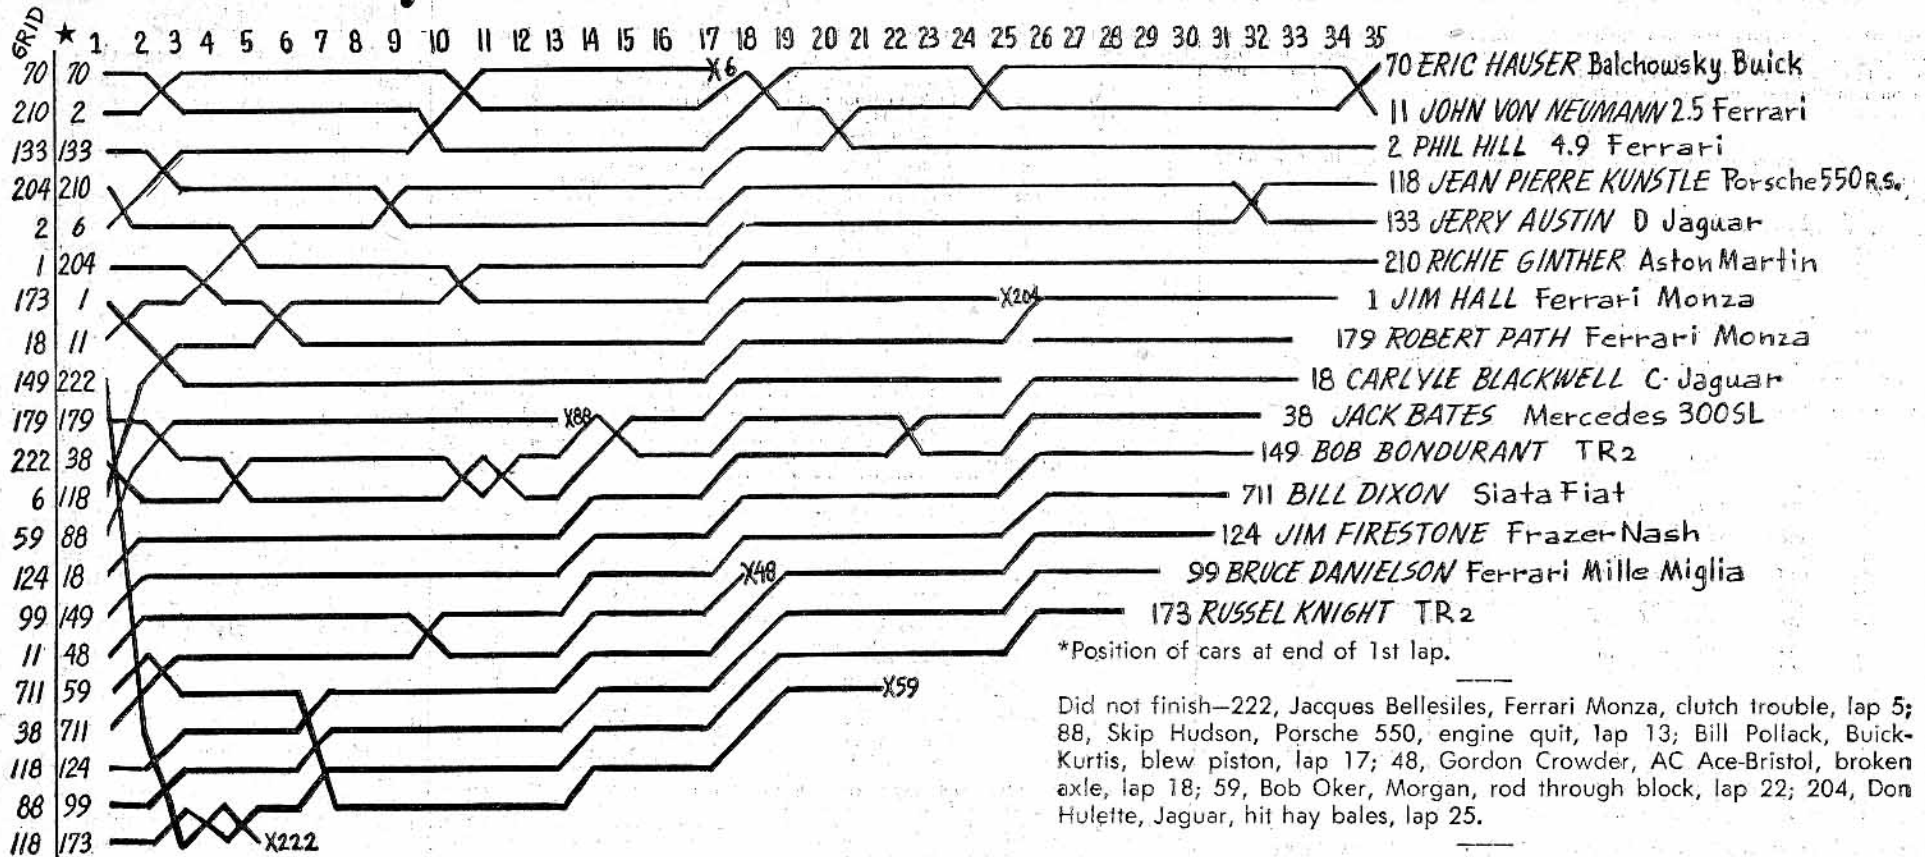 GRID ★ 1 2 3 4 5 6 7 8 9 10 11 12 13 14 15 16 17 18 19 20 21 22 23 24 25 26 27 28 29 30 31 32 33 34 35
70 70 X6 70 ERIC HAUSER Balchowsky Buick
210 2 11 JOHN VON NEUMANN 2.5 Ferrari
133 133 2 PHIL HILL 4.9 Ferrari
204 210 118 JEAN PIERRE KUNSTLE Porsche 550 R.S.
2 6 133 JERRY AUSTIN D Jaguar
1 204 210 RICHIE GINTHER Aston Martin
173 1 X204 1 JIM HALL Ferrari Monza
18 11 179 ROBERT PATH Ferrari Monza
149 222 18 CARLYLE BLACKWELL C-Jaguar
179 179 X88 38 JACK BATES Mercedes 300SL
222 38 149 BOB BONDURANT TR2
6 118 711 BILL DIXON Siata Fiat
59 88 124 JIM FIRESTONE Frazer Nash
124 18 X48 99 BRUCE DANIELSON Ferrari Mille Miglia
99 149 173 RUSSEL KNIGHT TR2
11 48 *Position of cars at end of 1st lap.
711 59 X59
38 711
118 124
88 99
118 173 X222
Did not finish—222, Jacques Bellesiles, Ferrari Monza, clutch trouble, lap 5;
88, Skip Hudson, Porsche 550, engine quit, lap 13; Bill Pollack, Buick-
Kurtis, blew piston, lap 17; 48, Gordon Crowder, AC Ace-Bristol, broken
axle, lap 18; 59, Bob Oker, Morgan, rod through block, lap 22; 204, Don
Hulette, Jaguar, hit hay bales, lap 25.